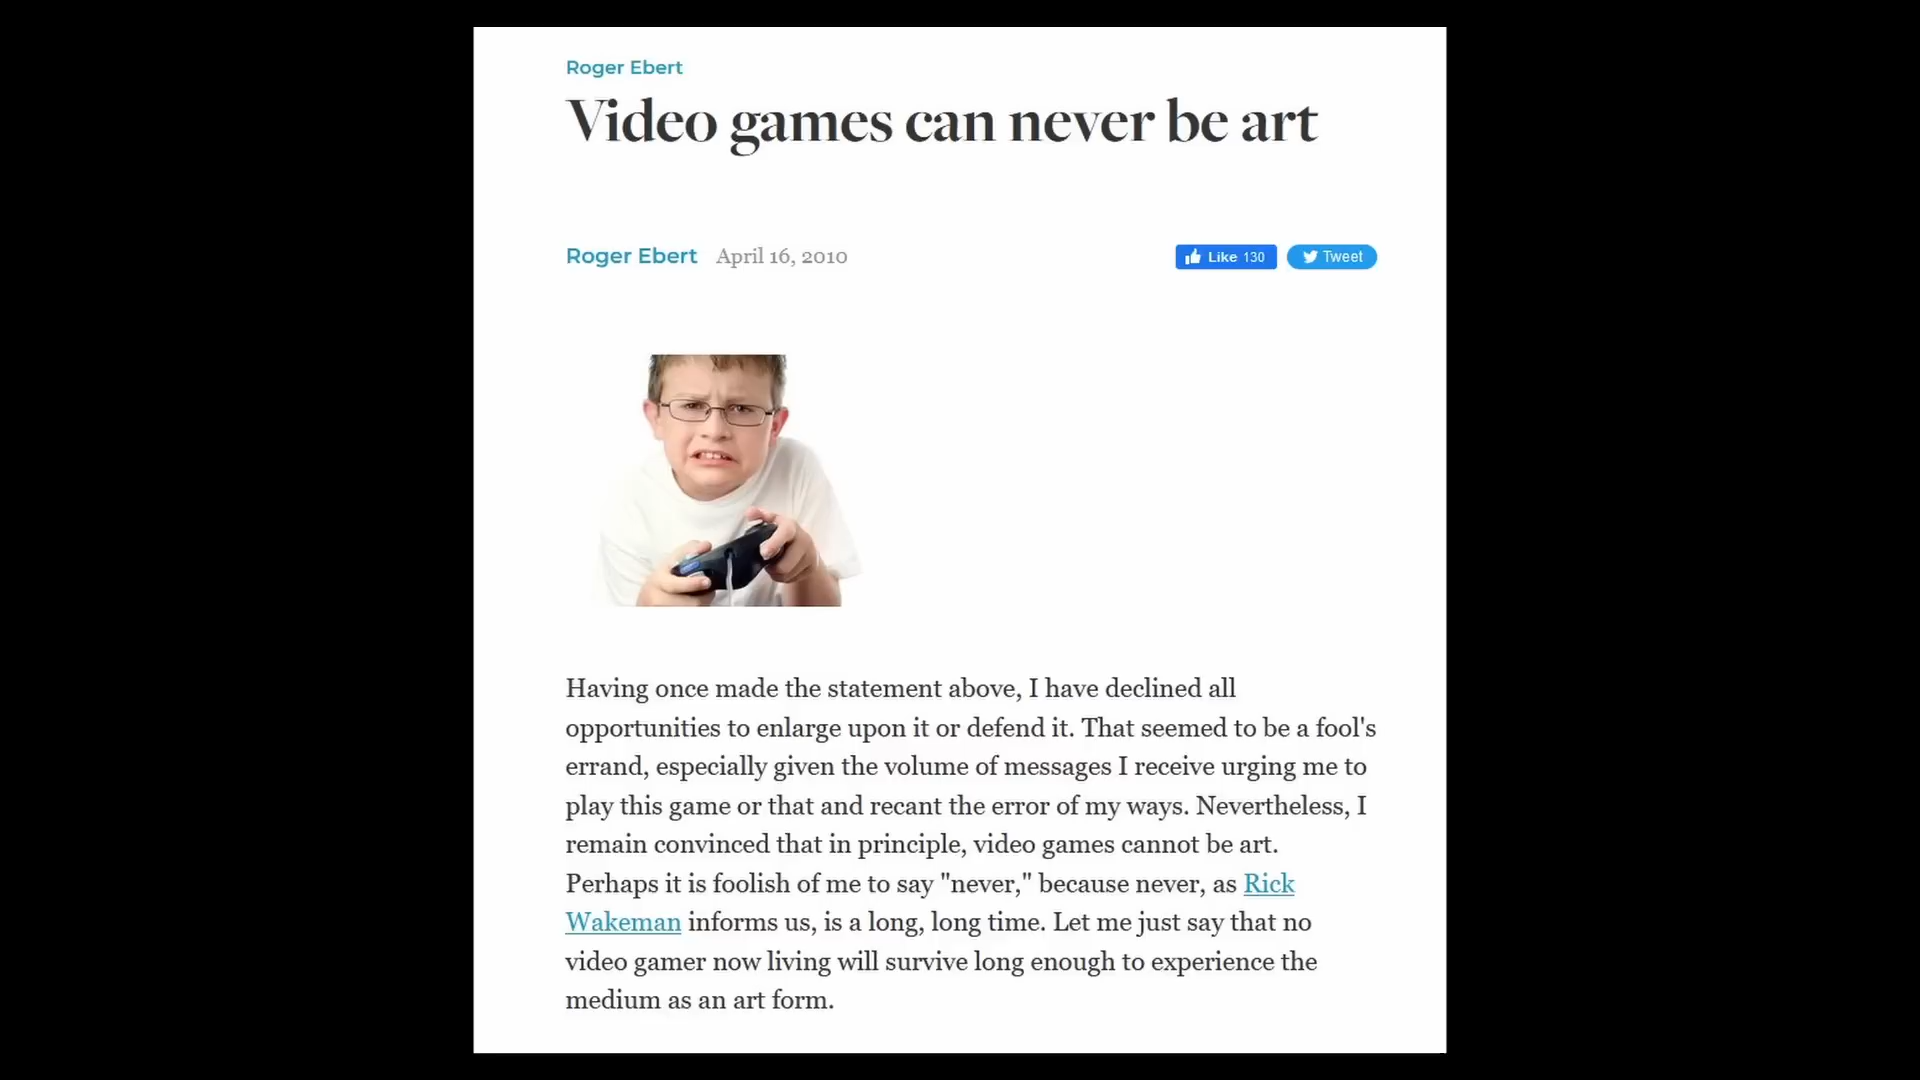 Roger Ebert
Video games can never be art
Roger Ebert April 16, 2010
Like 130
Tweet
Having once made the statement above, I have declined all
opportunities to enlarge upon it or defend it. That seemed to be a fool's
errand, especially given the volume of messages I receive urging me to
play this game or that and recant the error of my ways. Nevertheless, I
remain convinced that in principle, video games cannot be art.
Perhaps it is foolish of me to say "never," because never, as Rick
Wakeman informs us, is a long, long time. Let me just say that no
video gamer now living will survive long enough to experience the
medium as an art form.